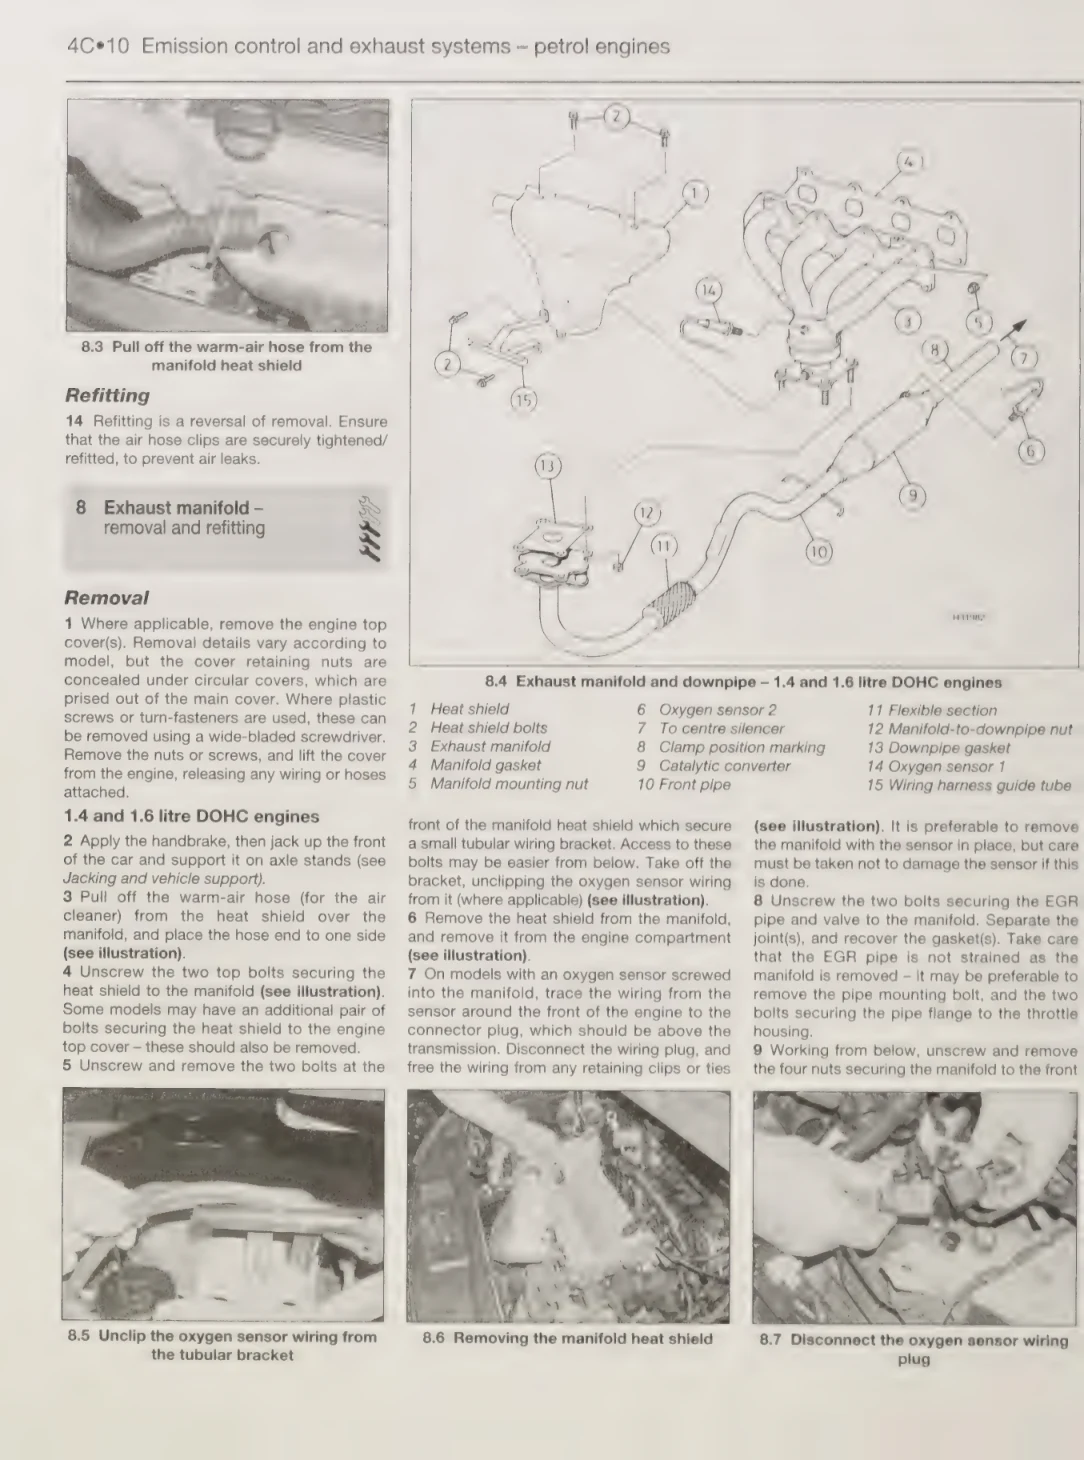 4C•10 Emission control and exhaust systems – petrol engines
8.3 Pull off the warm-air hose from the
manifold heat shield
Refitting
14 Refitting is a reversal of removal. Ensure
that the air hose clips are securely tightened/
refitted, to prevent air leaks.
8 Exhaust manifold –
removal and refitting
Removal
1 Where applicable, remove the engine top
cover(s). Removal details vary according to
model, but the cover retaining nuts are
concealed under circular covers, which are
prised out of the main cover. Where plastic
screws or turn-fasteners are used, these can
be removed using a wide-bladed screwdriver.
Remove the nuts or screws, and lift the cover
from the engine, releasing any wiring or hoses
attached.
1.4 and 1.6 litre DOHC engines
2 Apply the handbrake, then jack up the front
of the car and support it on axle stands (see
Jacking and vehicle support).
3 Pull off the warm-air hose (for the air
cleaner) from the heat shield over the
manifold, and place the hose end to one side
(see illustration).
4 Unscrew the two top bolts securing the
heat shield to the manifold (see illustration).
Some models may have an additional pair of
bolts securing the heat shield to the engine
top cover – these should also be removed.
5 Unscrew and remove the two bolts at the
2
4
1
14
3
5
8
7
2
15
6
13
9
12
11
10
8.4 Exhaust manifold and downpipe – 1.4 and 1.6 litre DOHC engines
1 Heat shield
2 Heat shield bolts
3 Exhaust manifold
4 Manifold gasket
5 Manifold mounting nut
6 Oxygen sensor 2
7 To centre silencer
8 Clamp position marking
9 Catalytic converter
10 Front pipe
11 Flexible section
12 Manifold-to-downpipe nut
13 Downpipe gasket
14 Oxygen sensor 1
15 Wiring harness guide tube
front of the manifold heat shield which secure
a small tubular wiring bracket. Access to these
bolts may be easier from below. Take off the
bracket, unclipping the oxygen sensor wiring
from it (where applicable) (see illustration).
6 Remove the heat shield from the manifold,
and remove it from the engine compartment
(see illustration).
7 On models with an oxygen sensor screwed
into the manifold, trace the wiring from the
sensor around the front of the engine to the
connector plug, which should be above the
transmission. Disconnect the wiring plug, and
free the wiring from any retaining clips or ties
(see illustration). It is preferable to remove
the manifold with the sensor in place, but care
must be taken not to damage the sensor if this
is done.
8 Unscrew the two bolts securing the EGR
pipe and valve to the manifold. Separate the
joint(s), and recover the gasket(s). Take care
that the EGR pipe is not strained as the
manifold is removed – it may be preferable to
remove the pipe mounting bolt, and the two
bolts securing the pipe flange to the throttle
housing.
9 Working from below, unscrew and remove
the four nuts securing the manifold to the front
8.5 Unclip the oxygen sensor wiring from
the tubular bracket
8.6 Removing the manifold heat shield
8.7 Disconnect the oxygen sensor wiring
plug